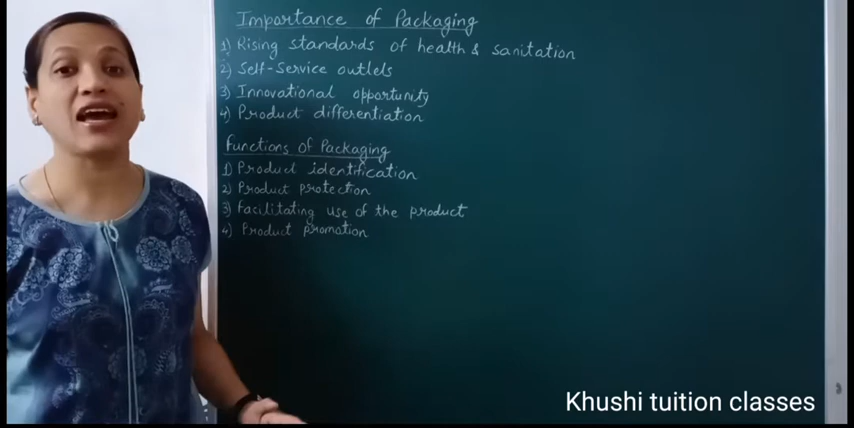 Importance of Packaging
1) Rising standards of health & sanitation
2) Self-Service outlets
3) Innovational opportunity
4) Product differentiation
Functions of Packaging
1) Product identification
2) Product protection
3) Facilitating use of the product
4) Product promotion
Khushi tuition classes